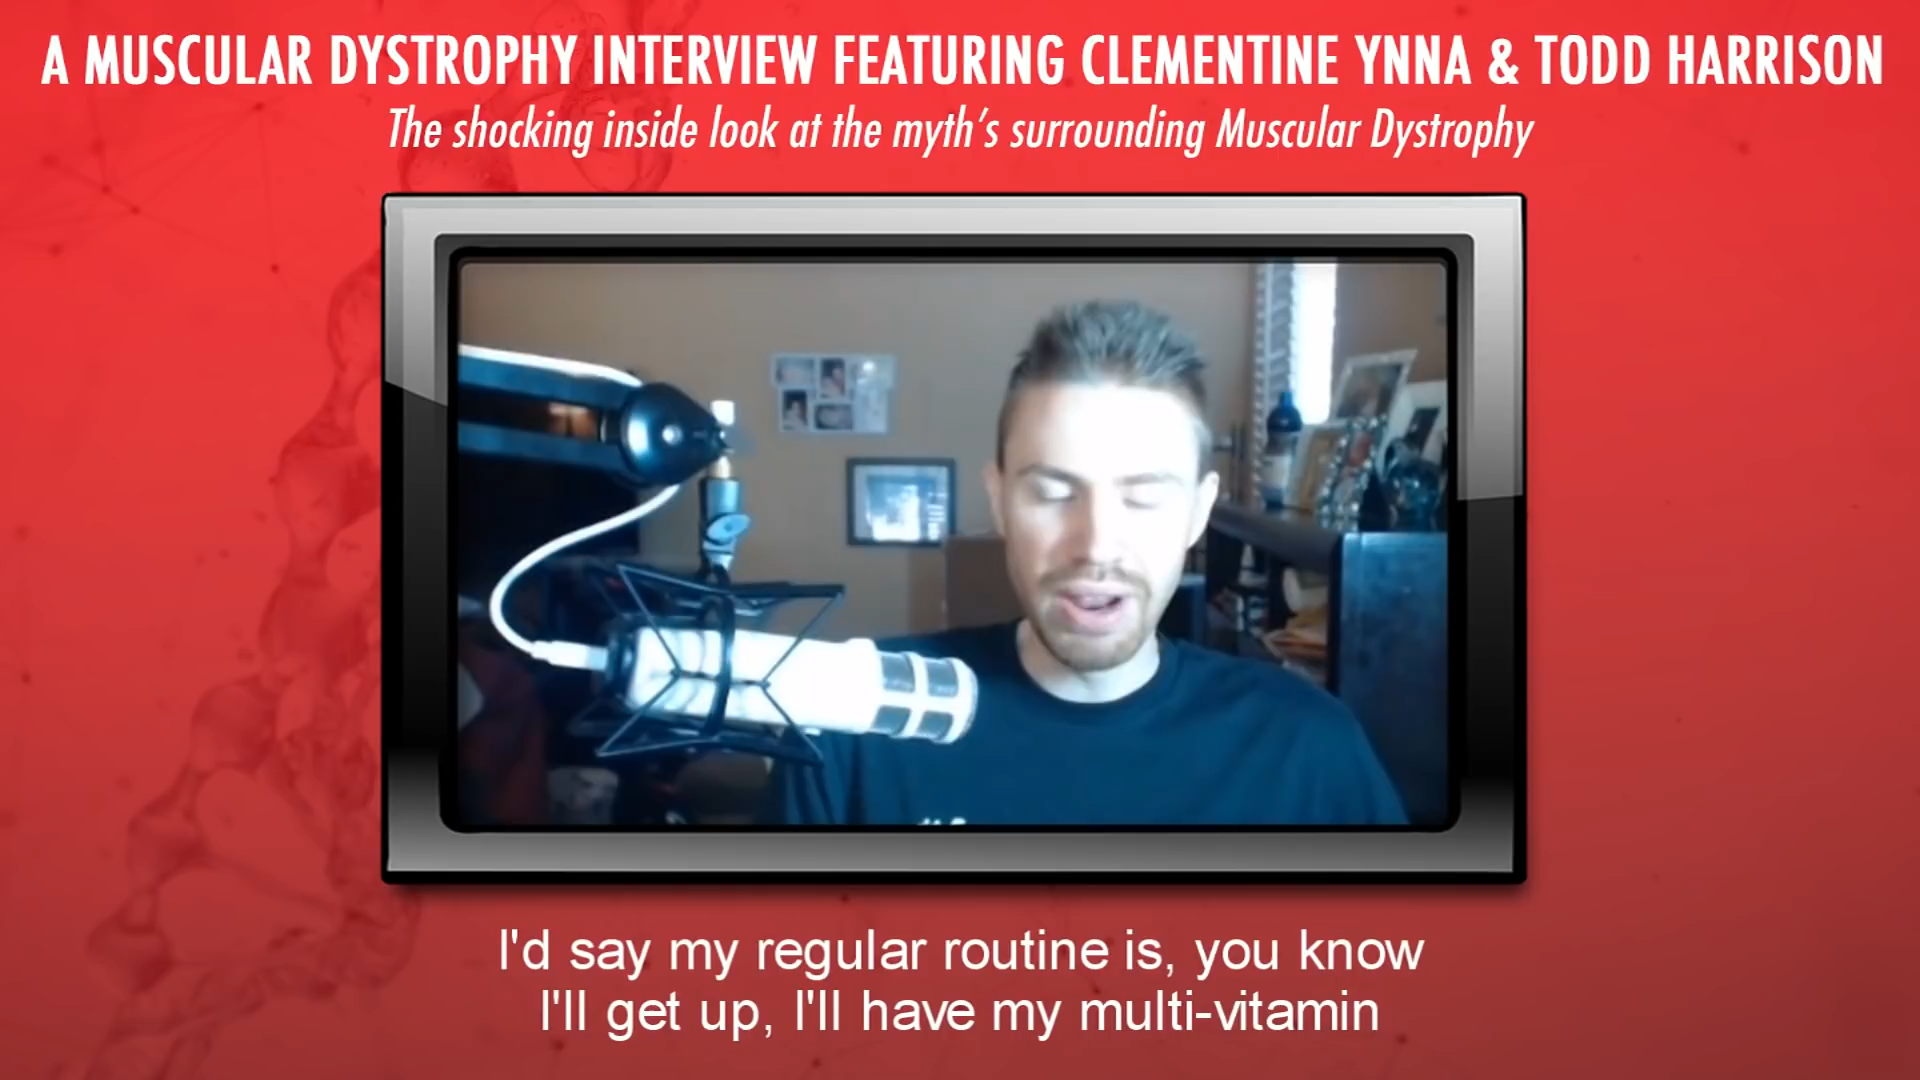 A MUSCULAR DYSTROPHY INTERVIEW FEATURING CLEMENTINE YNNA & TODD HARRISON
The shocking inside look at the myth's surrounding Muscular Dystrophy
I'd say my regular routine is, you know
I'll get up, I'll have my multi-vitamin